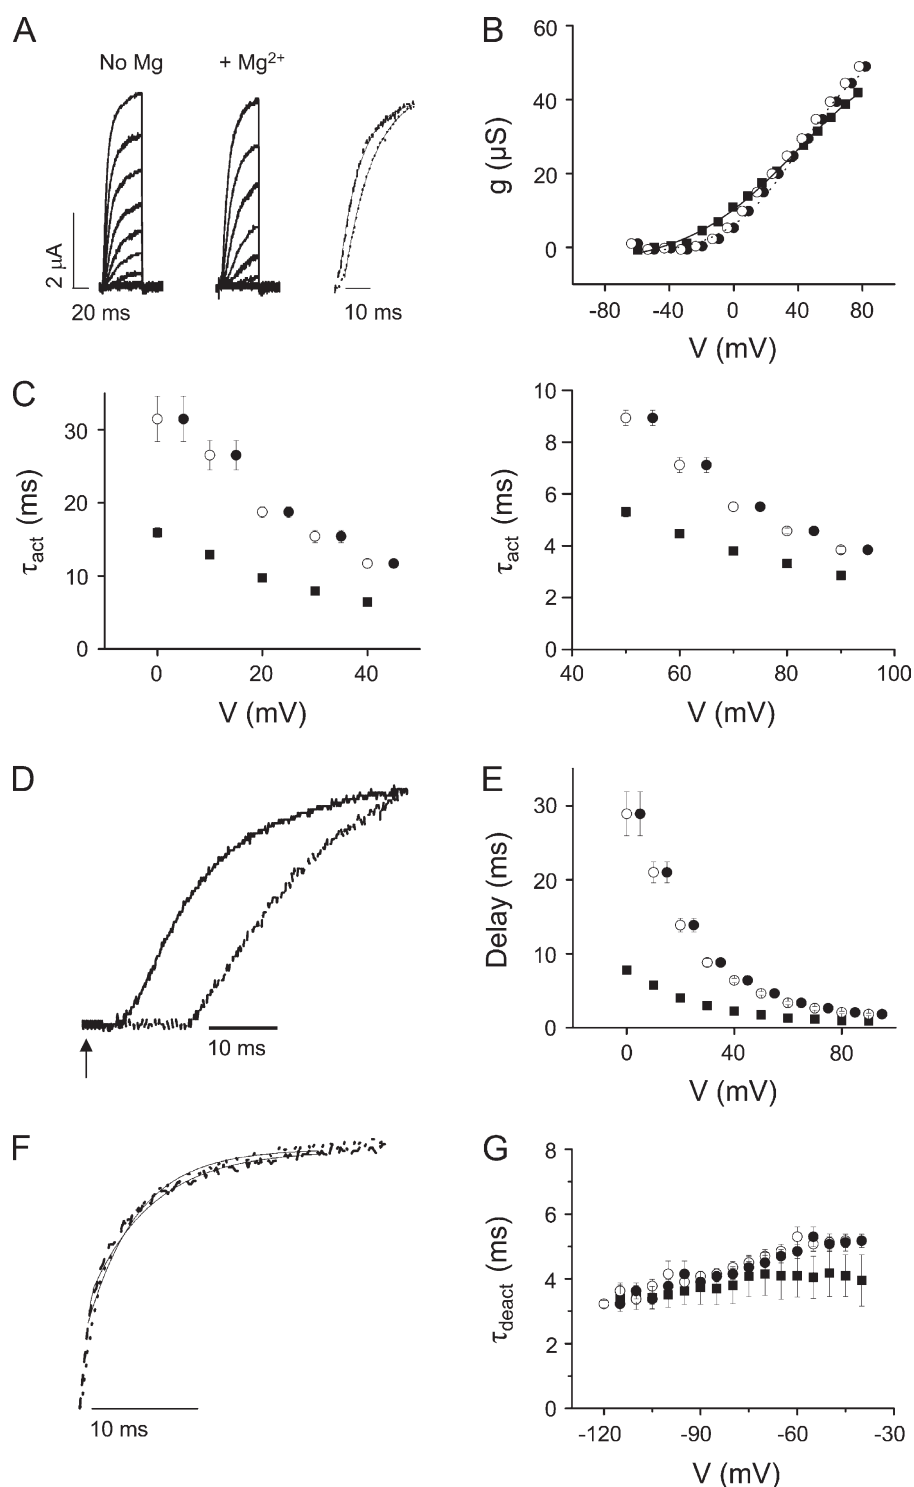 A
No Mg
+ Mg2+
2 μA
20 ms
10 ms
B
60
40
20
0
g (μS)
-80
-40
0
40
80
V (mV)
C
30
20
10
0
τact (ms)
0
20
40
V (mV)
10
8
6
4
2
0
τact (ms)
40
60
80
100
V (mV)
D
10 ms
E
30
20
10
0
Delay (ms)
0
40
80
V (mV)
F
10 ms
G
8
6
4
2
0
τdeact (ms)
-120
-90
-60
-30
V (mV)